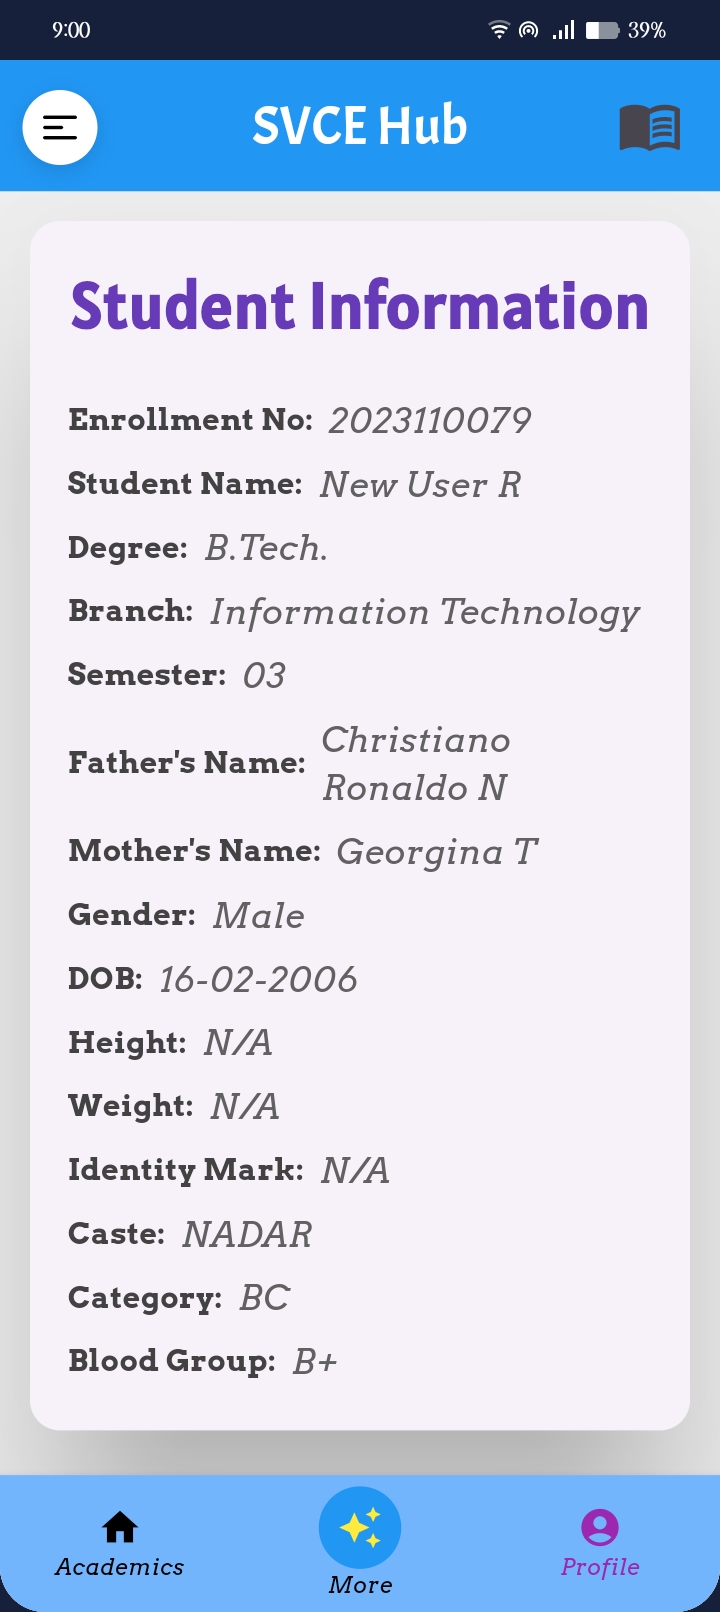 9:00 39%
SVCE Hub
Student Information
Enrollment No: 2023110079
Student Name: New User R
Degree: B.Tech.
Branch: Information Technology
Semester: 03
Father's Name: Christiano
Ronaldo N
Mother's Name: Georgina T
Gender: Male
DOB: 16-02-2006
Height: N/A
Weight: N/A
Identity Mark: N/A
Caste: NADAR
Category: BC
Blood Group: B+
Academics
More
Profile